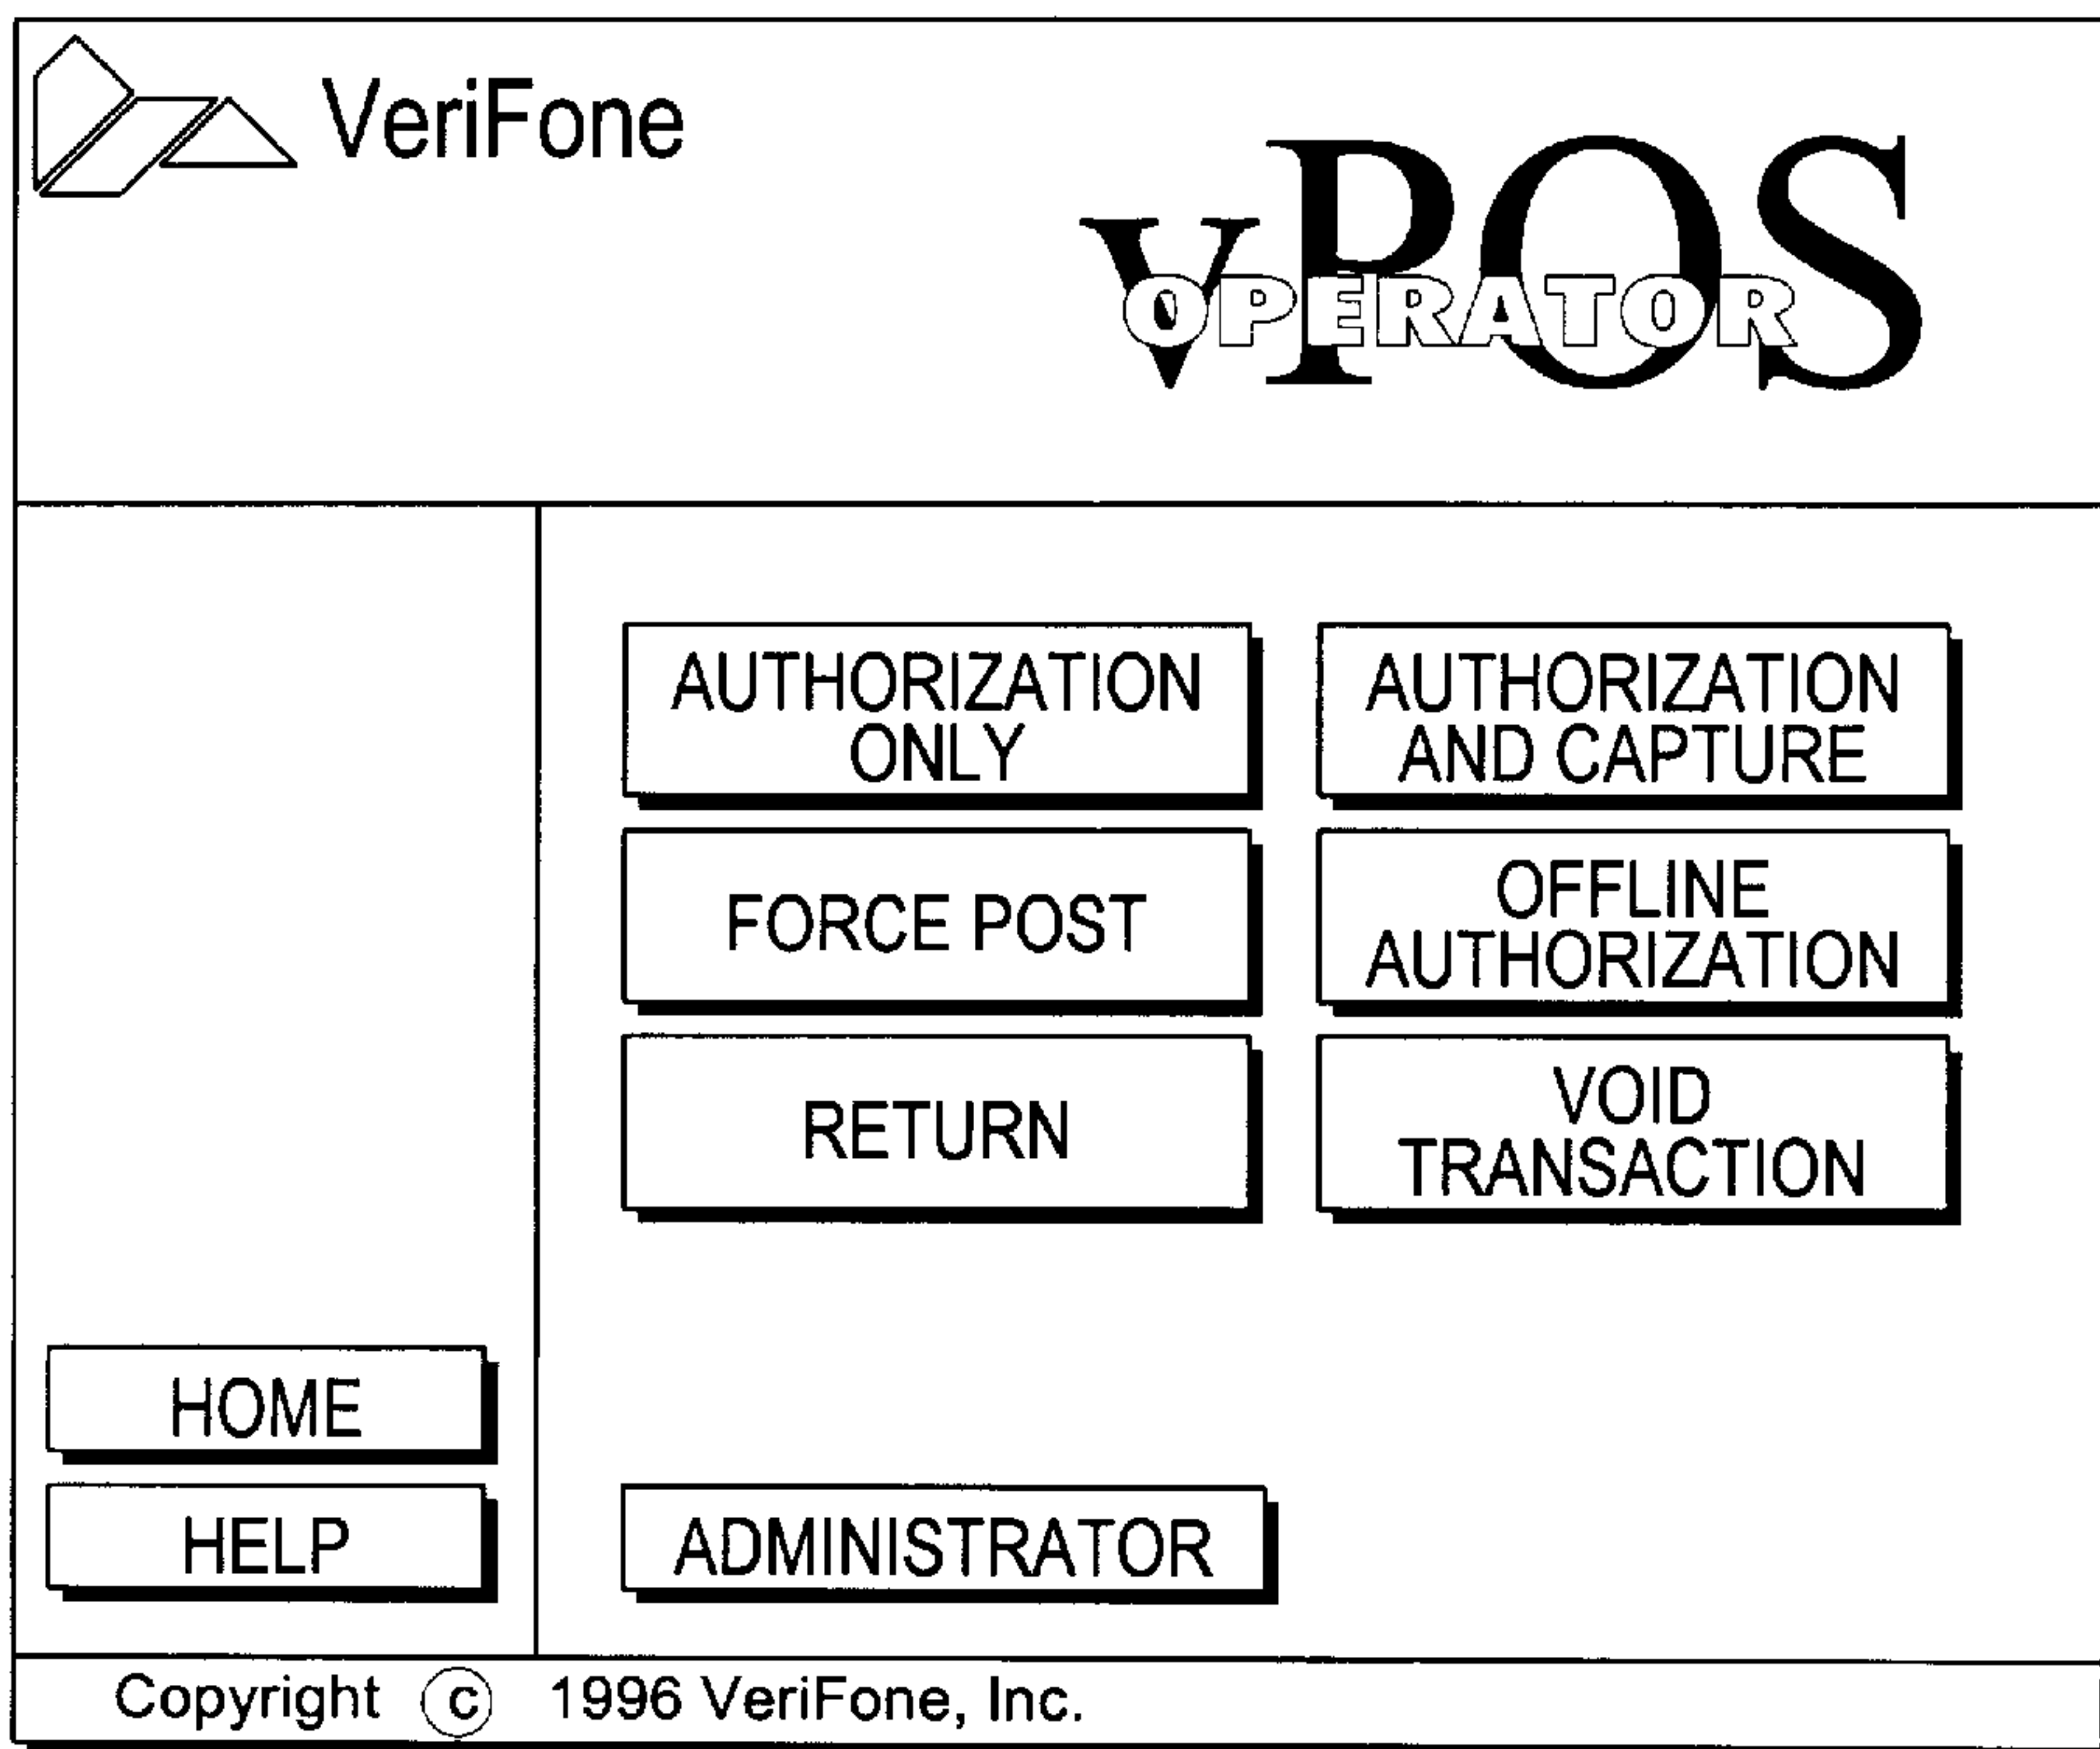 VeriFone
vPOS
OPERATOR
AUTHORIZATION
ONLY
AUTHORIZATION
AND CAPTURE
FORCE POST
OFFLINE
AUTHORIZATION
RETURN
VOID
TRANSACTION
HOME
HELP
ADMINISTRATOR
Copyright © 1996 VeriFone, Inc.